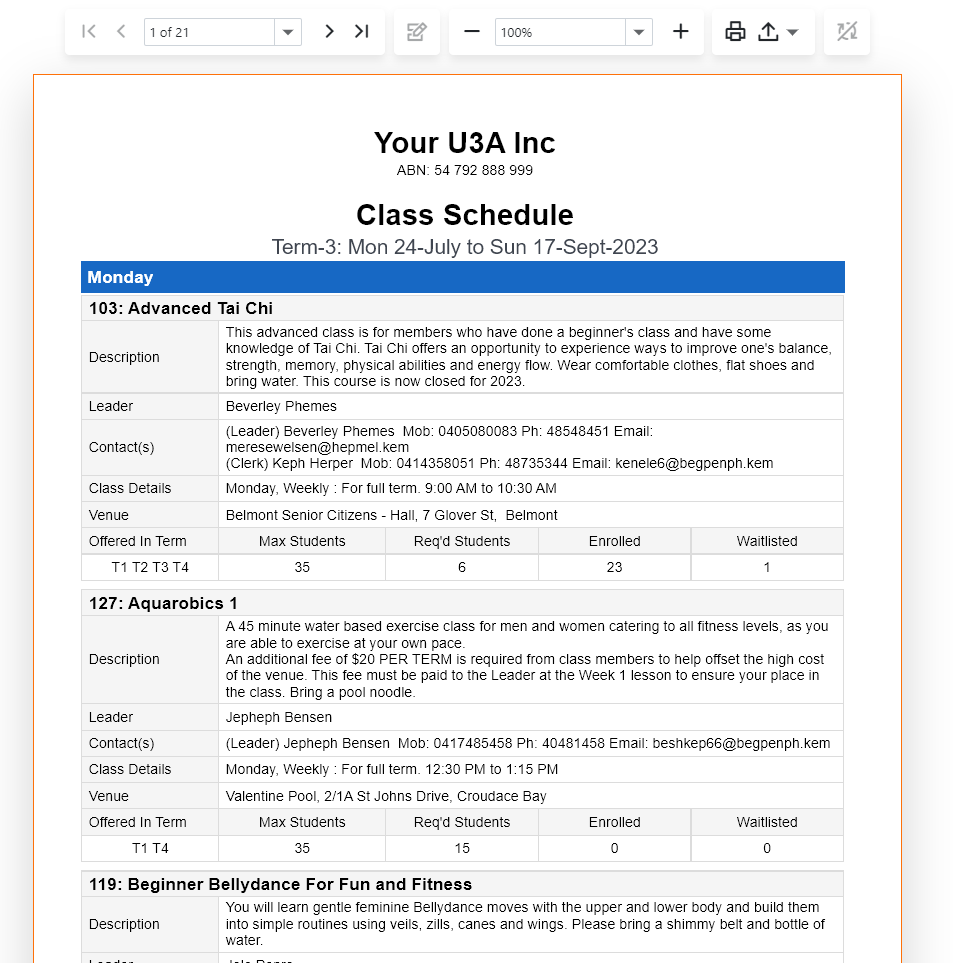 1 of 21
100%
Your U3A Inc
ABN: 54 792 888 999
Class Schedule
Term-3: Mon 24-July to Sun 17-Sept-2023
Monday
103: Advanced Tai Chi
Description
This advanced class is for members who have done a beginner's class and have some
knowledge of Tai Chi. Tai Chi offers an opportunity to experience ways to improve one's balance,
strength, memory, physical abilities and energy flow. Wear comfortable clothes, flat shoes and
bring water. This course is now closed for 2023.
Leader Beverley Phemes
Contact(s)
(Leader) Beverley Phemes  Mob: 0405080083 Ph: 48548451 Email:
meresewelsen@hepmel.kem
(Clerk) Keph Herper  Mob: 0414358051 Ph: 48735344 Email: kenele6@begpenph.kem
Class Details Monday, Weekly : For full term. 9:00 AM to 10:30 AM
Venue Belmont Senior Citizens - Hall, 7 Glover St,  Belmont
Offered In Term Max Students Req'd Students Enrolled Waitlisted
T1 T2 T3 T4 35 6 23 1
127: Aquarobics 1
Description
A 45 minute water based exercise class for men and women catering to all fitness levels, as you
are able to exercise at your own pace.
An additional fee of $20 PER TERM is required from class members to help offset the high cost
of the venue. This fee must be paid to the Leader at the Week 1 lesson to ensure your place in
the class. Bring a pool noodle.
Leader Jepheph Bensen
Contact(s) (Leader) Jepheph Bensen  Mob: 0417485458 Ph: 40481458 Email: beshkep66@begpenph.kem
Class Details Monday, Weekly : For full term. 12:30 PM to 1:15 PM
Venue Valentine Pool, 2/1A St Johns Drive, Croudace Bay
Offered In Term Max Students Req'd Students Enrolled Waitlisted
T1 T4 35 15 0 0
119: Beginner Bellydance For Fun and Fitness
Description
You will learn gentle feminine Bellydance moves with the upper and lower body and build them
into simple routines using veils, zills, canes and wings. Please bring a shimmy belt and bottle of
water.
Leader